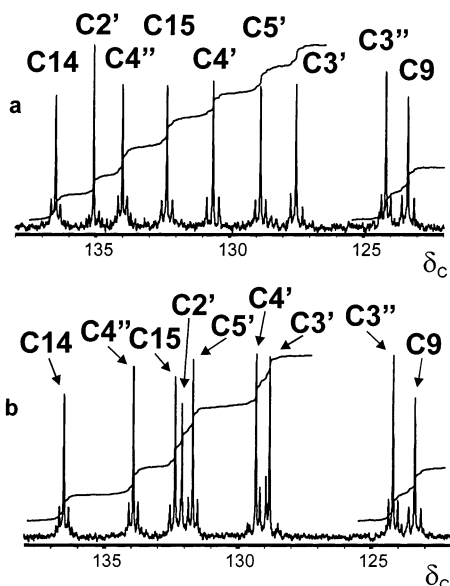 C2' C15 C5'
C14 C4'' C4' C3' C3'' C9
a
135 130 125
δC
C2' C4'
C14 C4'' C15 C5' C3' C3'' C9
b
135 130 125
δC